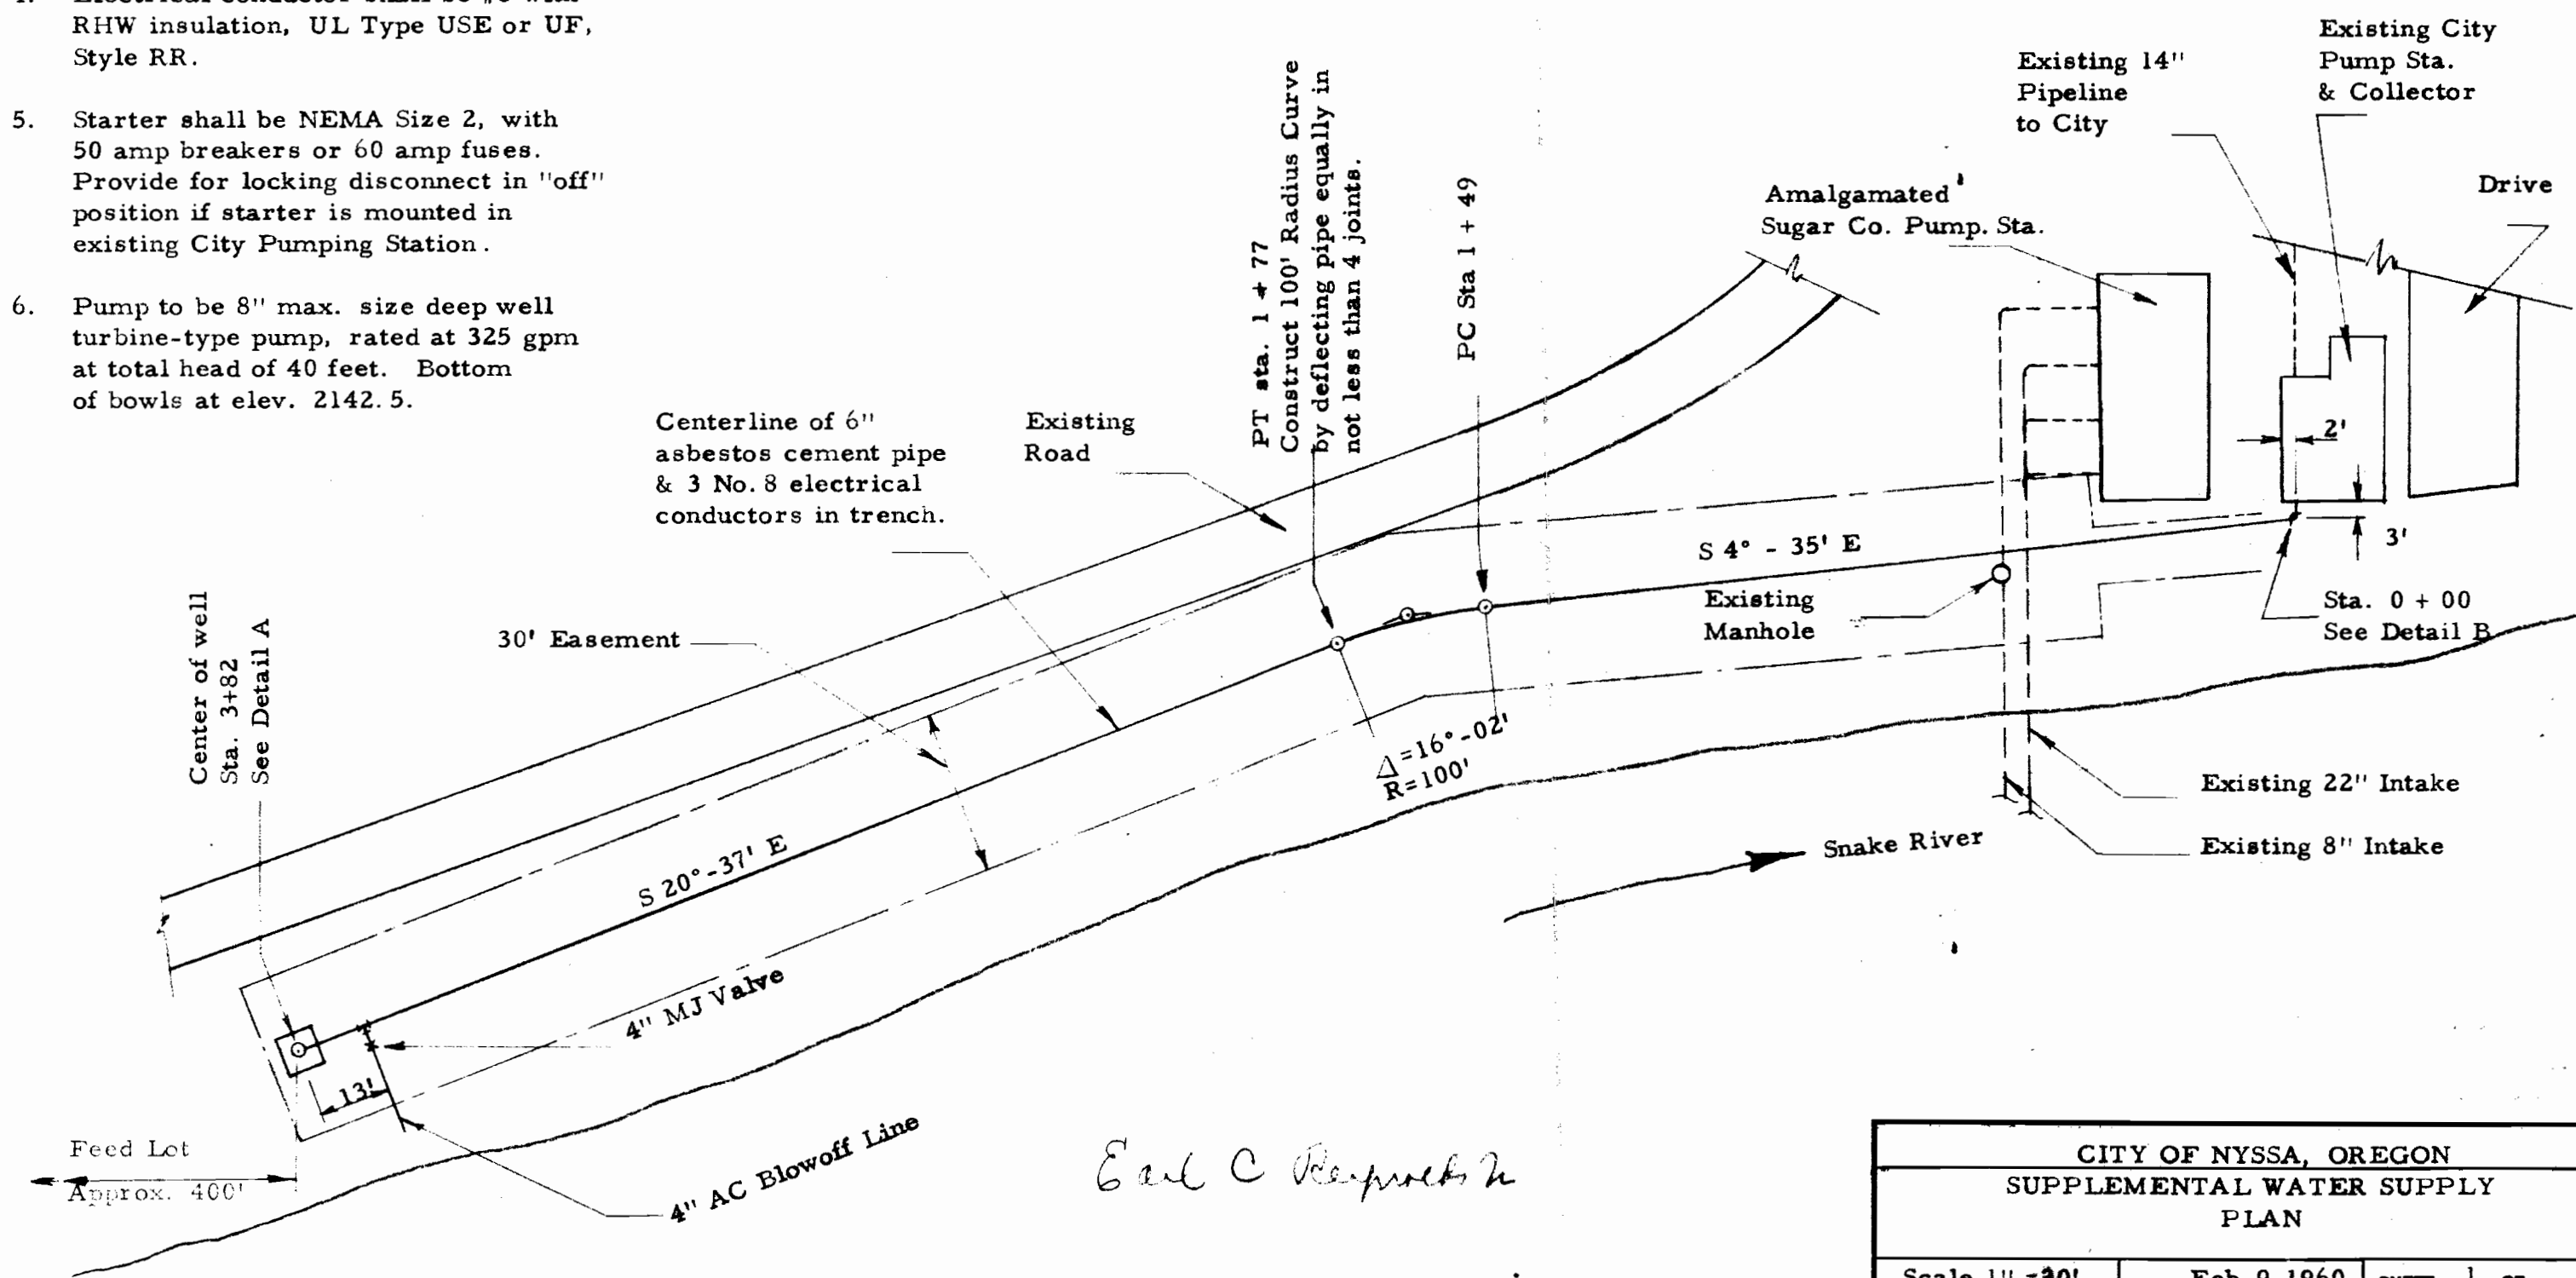 RHW insulation, UL Type USE or UF,
Style RR.
5. Starter shall be NEMA Size 2, with
50 amp breakers or 60 amp fuses.
Provide for locking disconnect in "off"
position if starter is mounted in
existing City Pumping Station.
6. Pump to be 8" max. size deep well
turbine-type pump, rated at 325 gpm
at total head of 40 feet. Bottom
of bowls at elev. 2142.5.
Centerline of 6"
asbestos cement pipe
& 3 No. 8 electrical
conductors in trench.
Existing
Road
PT sta. 1 + 77
Construct 100' Radius Curve
by deflecting pipe equally in
not less than 4 joints.
PC Sta 1 + 49
Amalgamated
Sugar Co. Pump. Sta.
Existing 14"
Pipeline
to City
Existing City
Pump Sta.
& Collector
Drive
2'
3'
S 4° - 35' E
Existing
Manhole
Sta. 0 + 00
See Detail B
30' Easement
Center of well
Sta. 3+82
See Detail A
Δ=16°-02'
R=100'
S 20°-37' E
Existing 22" Intake
Existing 8" Intake
Snake River
4" MJ Valve
13'
4" AC Blowoff Line
Feed Lot
Approx. 400'
Earl C Reynolds
CITY OF NYSSA, OREGON
SUPPLEMENTAL WATER SUPPLY
PLAN